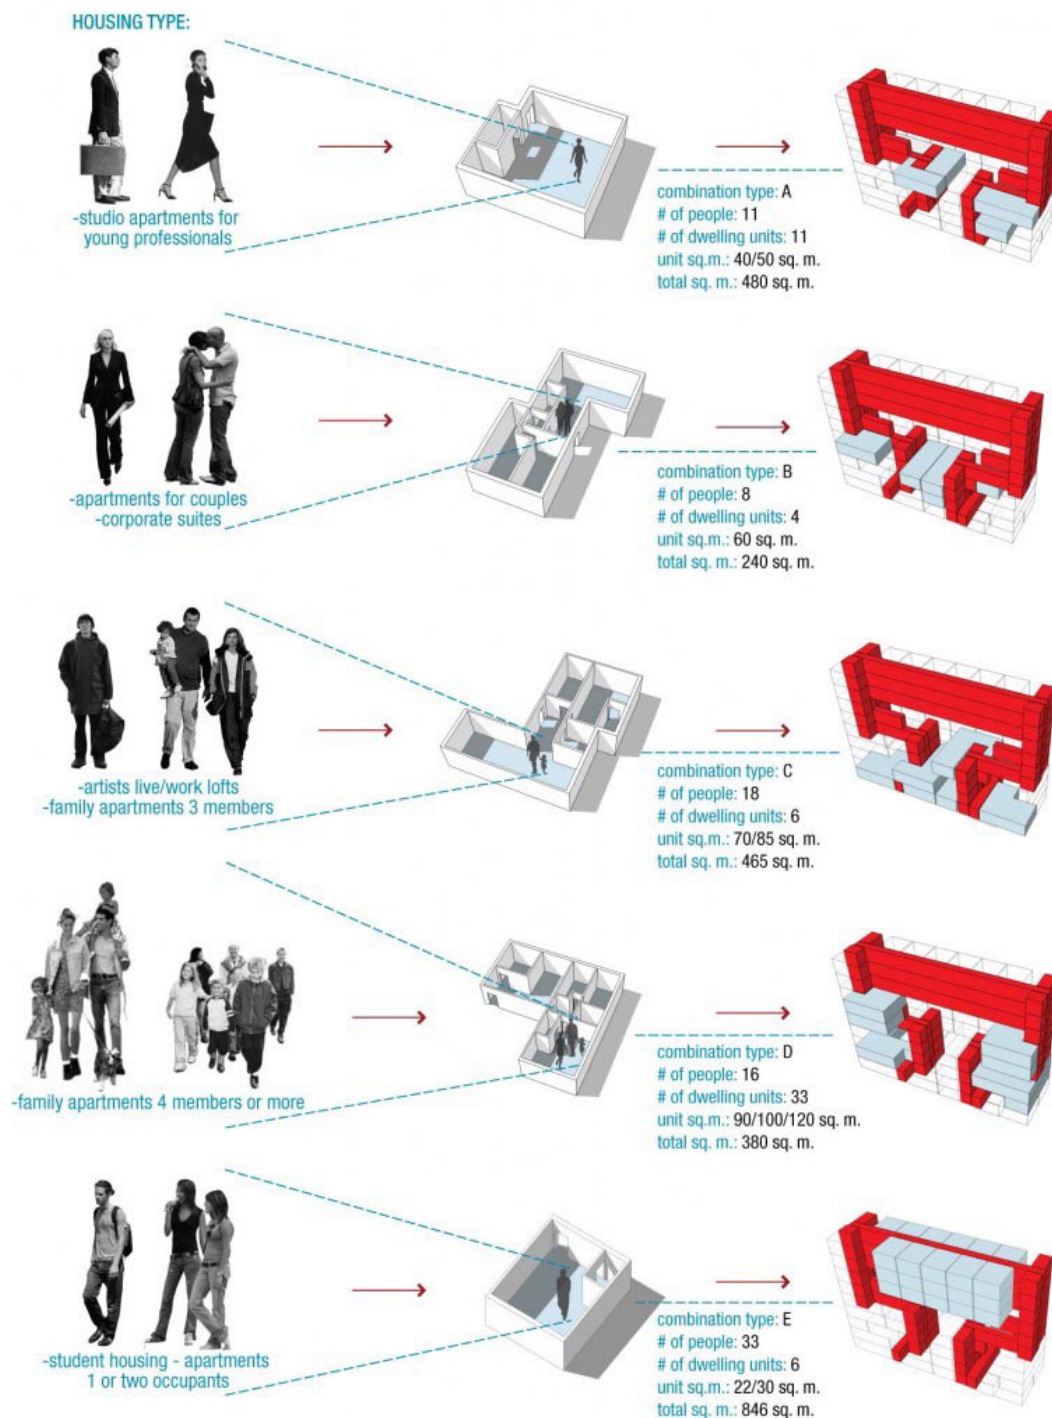 HOUSING TYPE:
-studio apartments for
young professionals
combination type: A
# of people: 11
# of dwelling units: 11
unit sq.m.: 40/50 sq. m.
total sq. m.: 480 sq. m.
-apartments for couples
-corporate suites
combination type: B
# of people: 8
# of dwelling units: 4
unit sq.m.: 60 sq. m.
total sq. m.: 240 sq. m.
-artists live/work lofts
-family apartments 3 members
combination type: C
# of people: 18
# of dwelling units: 6
unit sq.m.: 70/85 sq. m.
total sq. m.: 465 sq. m.
-family apartments 4 members or more
combination type: D
# of people: 16
# of dwelling units: 33
unit sq.m.: 90/100/120 sq. m.
total sq. m.: 380 sq. m.
-student housing - apartments
1 or two occupants
combination type: E
# of people: 33
# of dwelling units: 6
unit sq.m.: 22/30 sq. m.
total sq. m.: 846 sq. m.